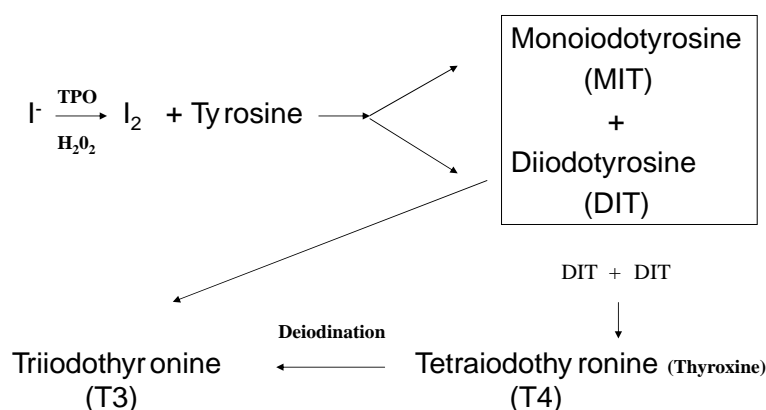 Monoiodotyrosine
(MIT)
+
Diiodotyrosine
(DIT)
TPO
I- I2 + Tyrosine
H202
DIT + DIT
Deiodination
Triiodothyronine
(T3)
Tetraiodothyronine (Thyroxine)
(T4)